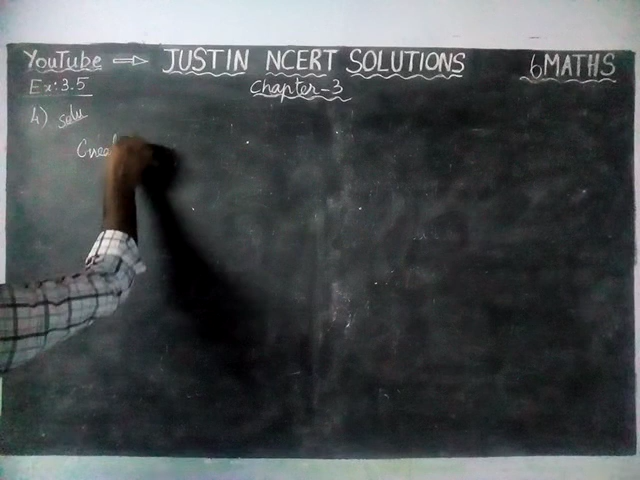 YouTube ⇒ JUSTIN NCERT SOLUTIONS 6MATHS
Ex: 3.5 Chapter-3
4) solu